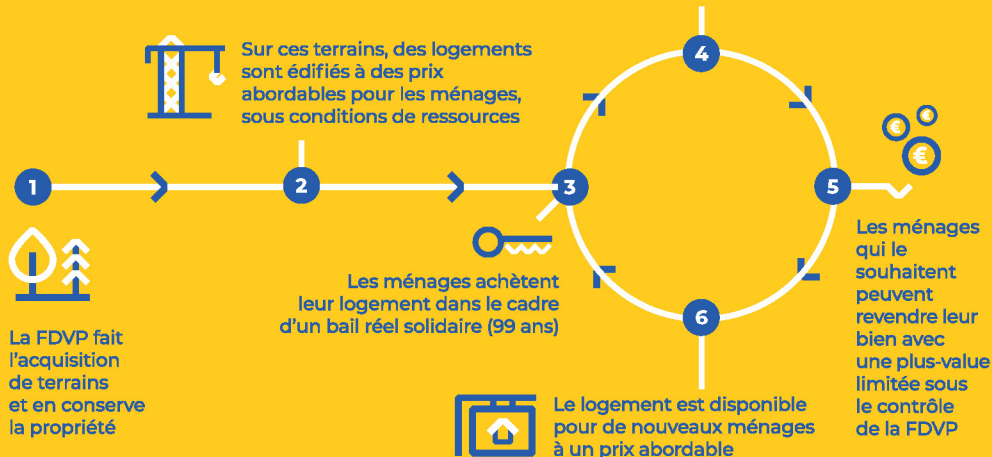 1
La FDVP fait
l'acquisition
de terrains
et en conserve
la propriété
Sur ces terrains, des logements
sont édifiés à des prix
abordables pour les ménages,
sous conditions de ressources
2
3
Les ménages achètent
leur logement dans le cadre
d'un bail réel solidaire (99 ans)
4
€
€
€
5
Les ménages
qui le
souhaitent
peuvent
revendre leur
bien avec
une plus-value
limitée sous
le contrôle
de la FDVP
6
Le logement est disponible
pour de nouveaux ménages
à un prix abordable